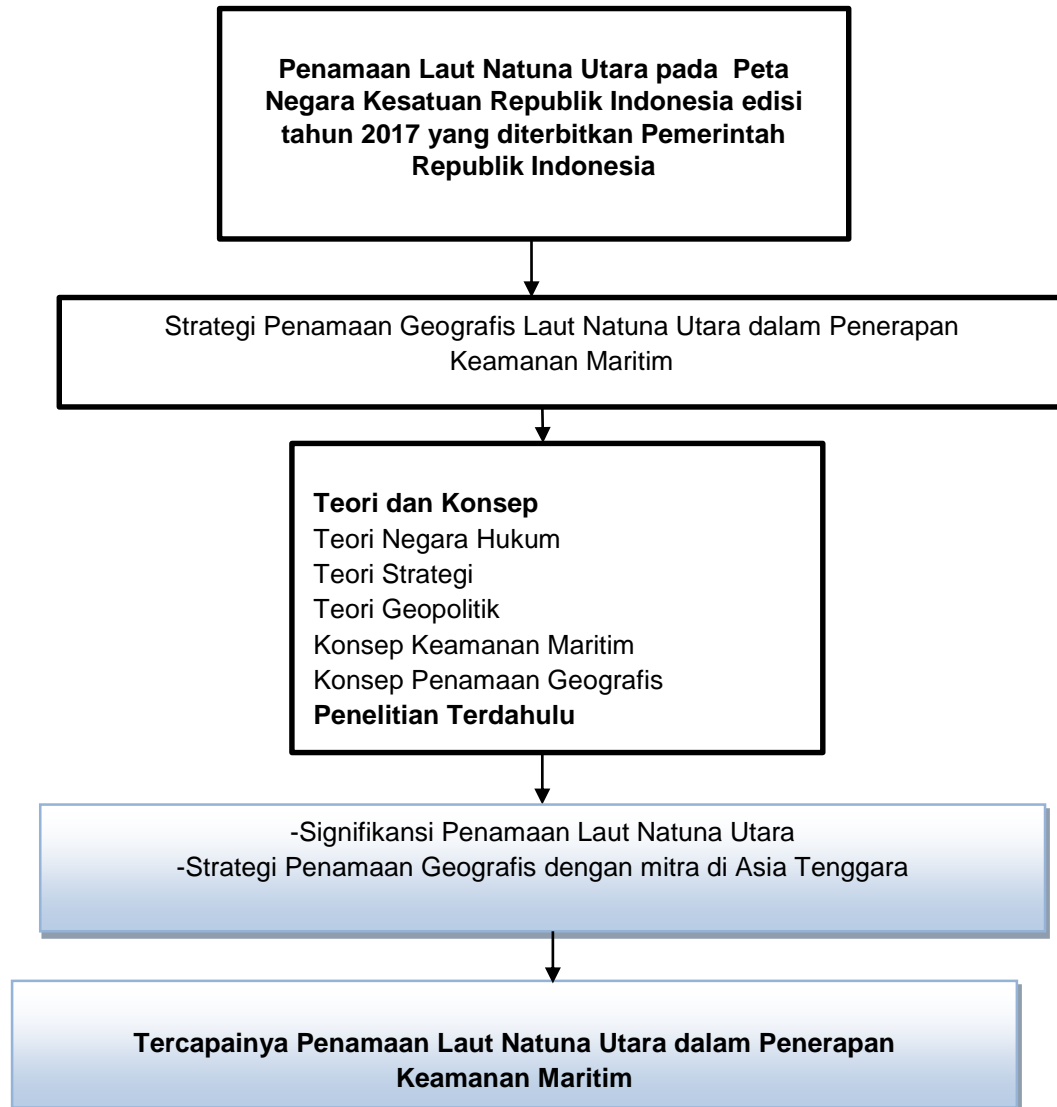 Penamaan Laut Natuna Utara pada  Peta
Negara Kesatuan Republik Indonesia edisi
tahun 2017 yang diterbitkan Pemerintah
Republik Indonesia
Strategi Penamaan Geografis Laut Natuna Utara dalam Penerapan
Keamanan Maritim
Teori dan Konsep
Teori Negara Hukum
Teori Strategi
Teori Geopolitik
Konsep Keamanan Maritim
Konsep Penamaan Geografis
Penelitian Terdahulu
-Signifikansi Penamaan Laut Natuna Utara
-Strategi Penamaan Geografis dengan mitra di Asia Tenggara
Tercapainya Penamaan Laut Natuna Utara dalam Penerapan
Keamanan Maritim